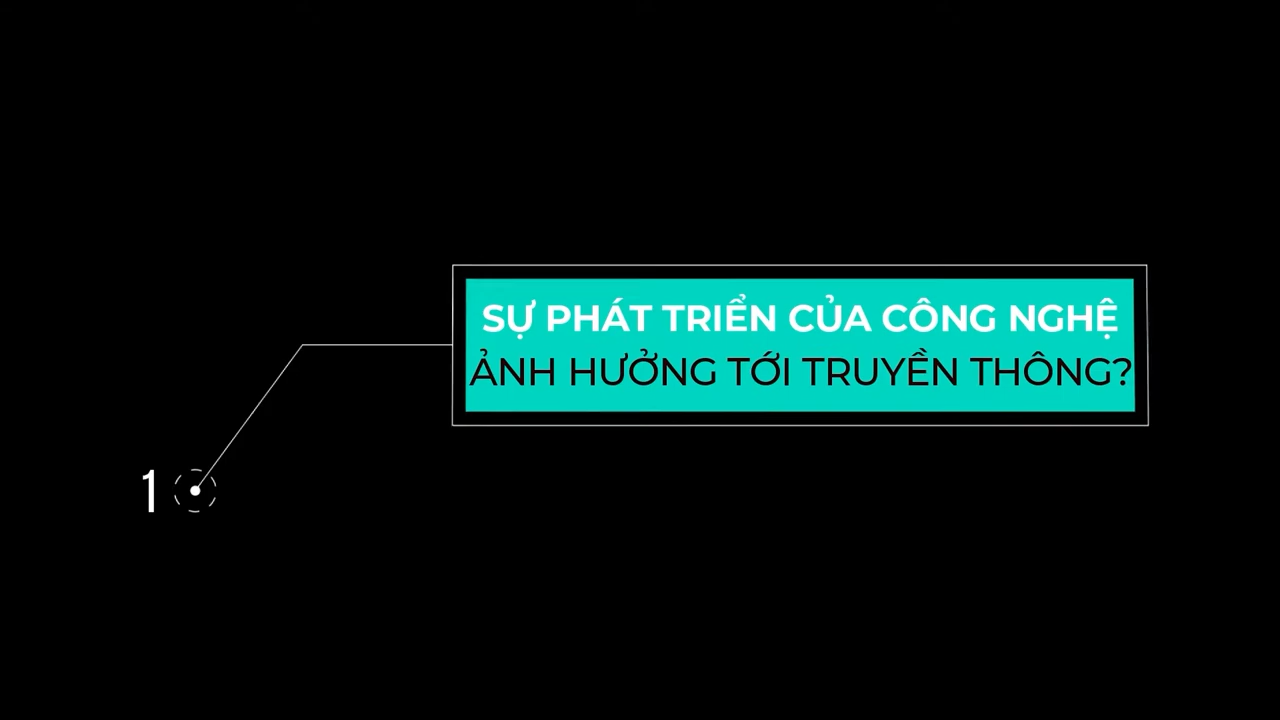 SỰ PHÁT TRIỂN CỦA CÔNG NGHỆ
ẢNH HƯỞNG TỚI TRUYỀN THÔNG?
1